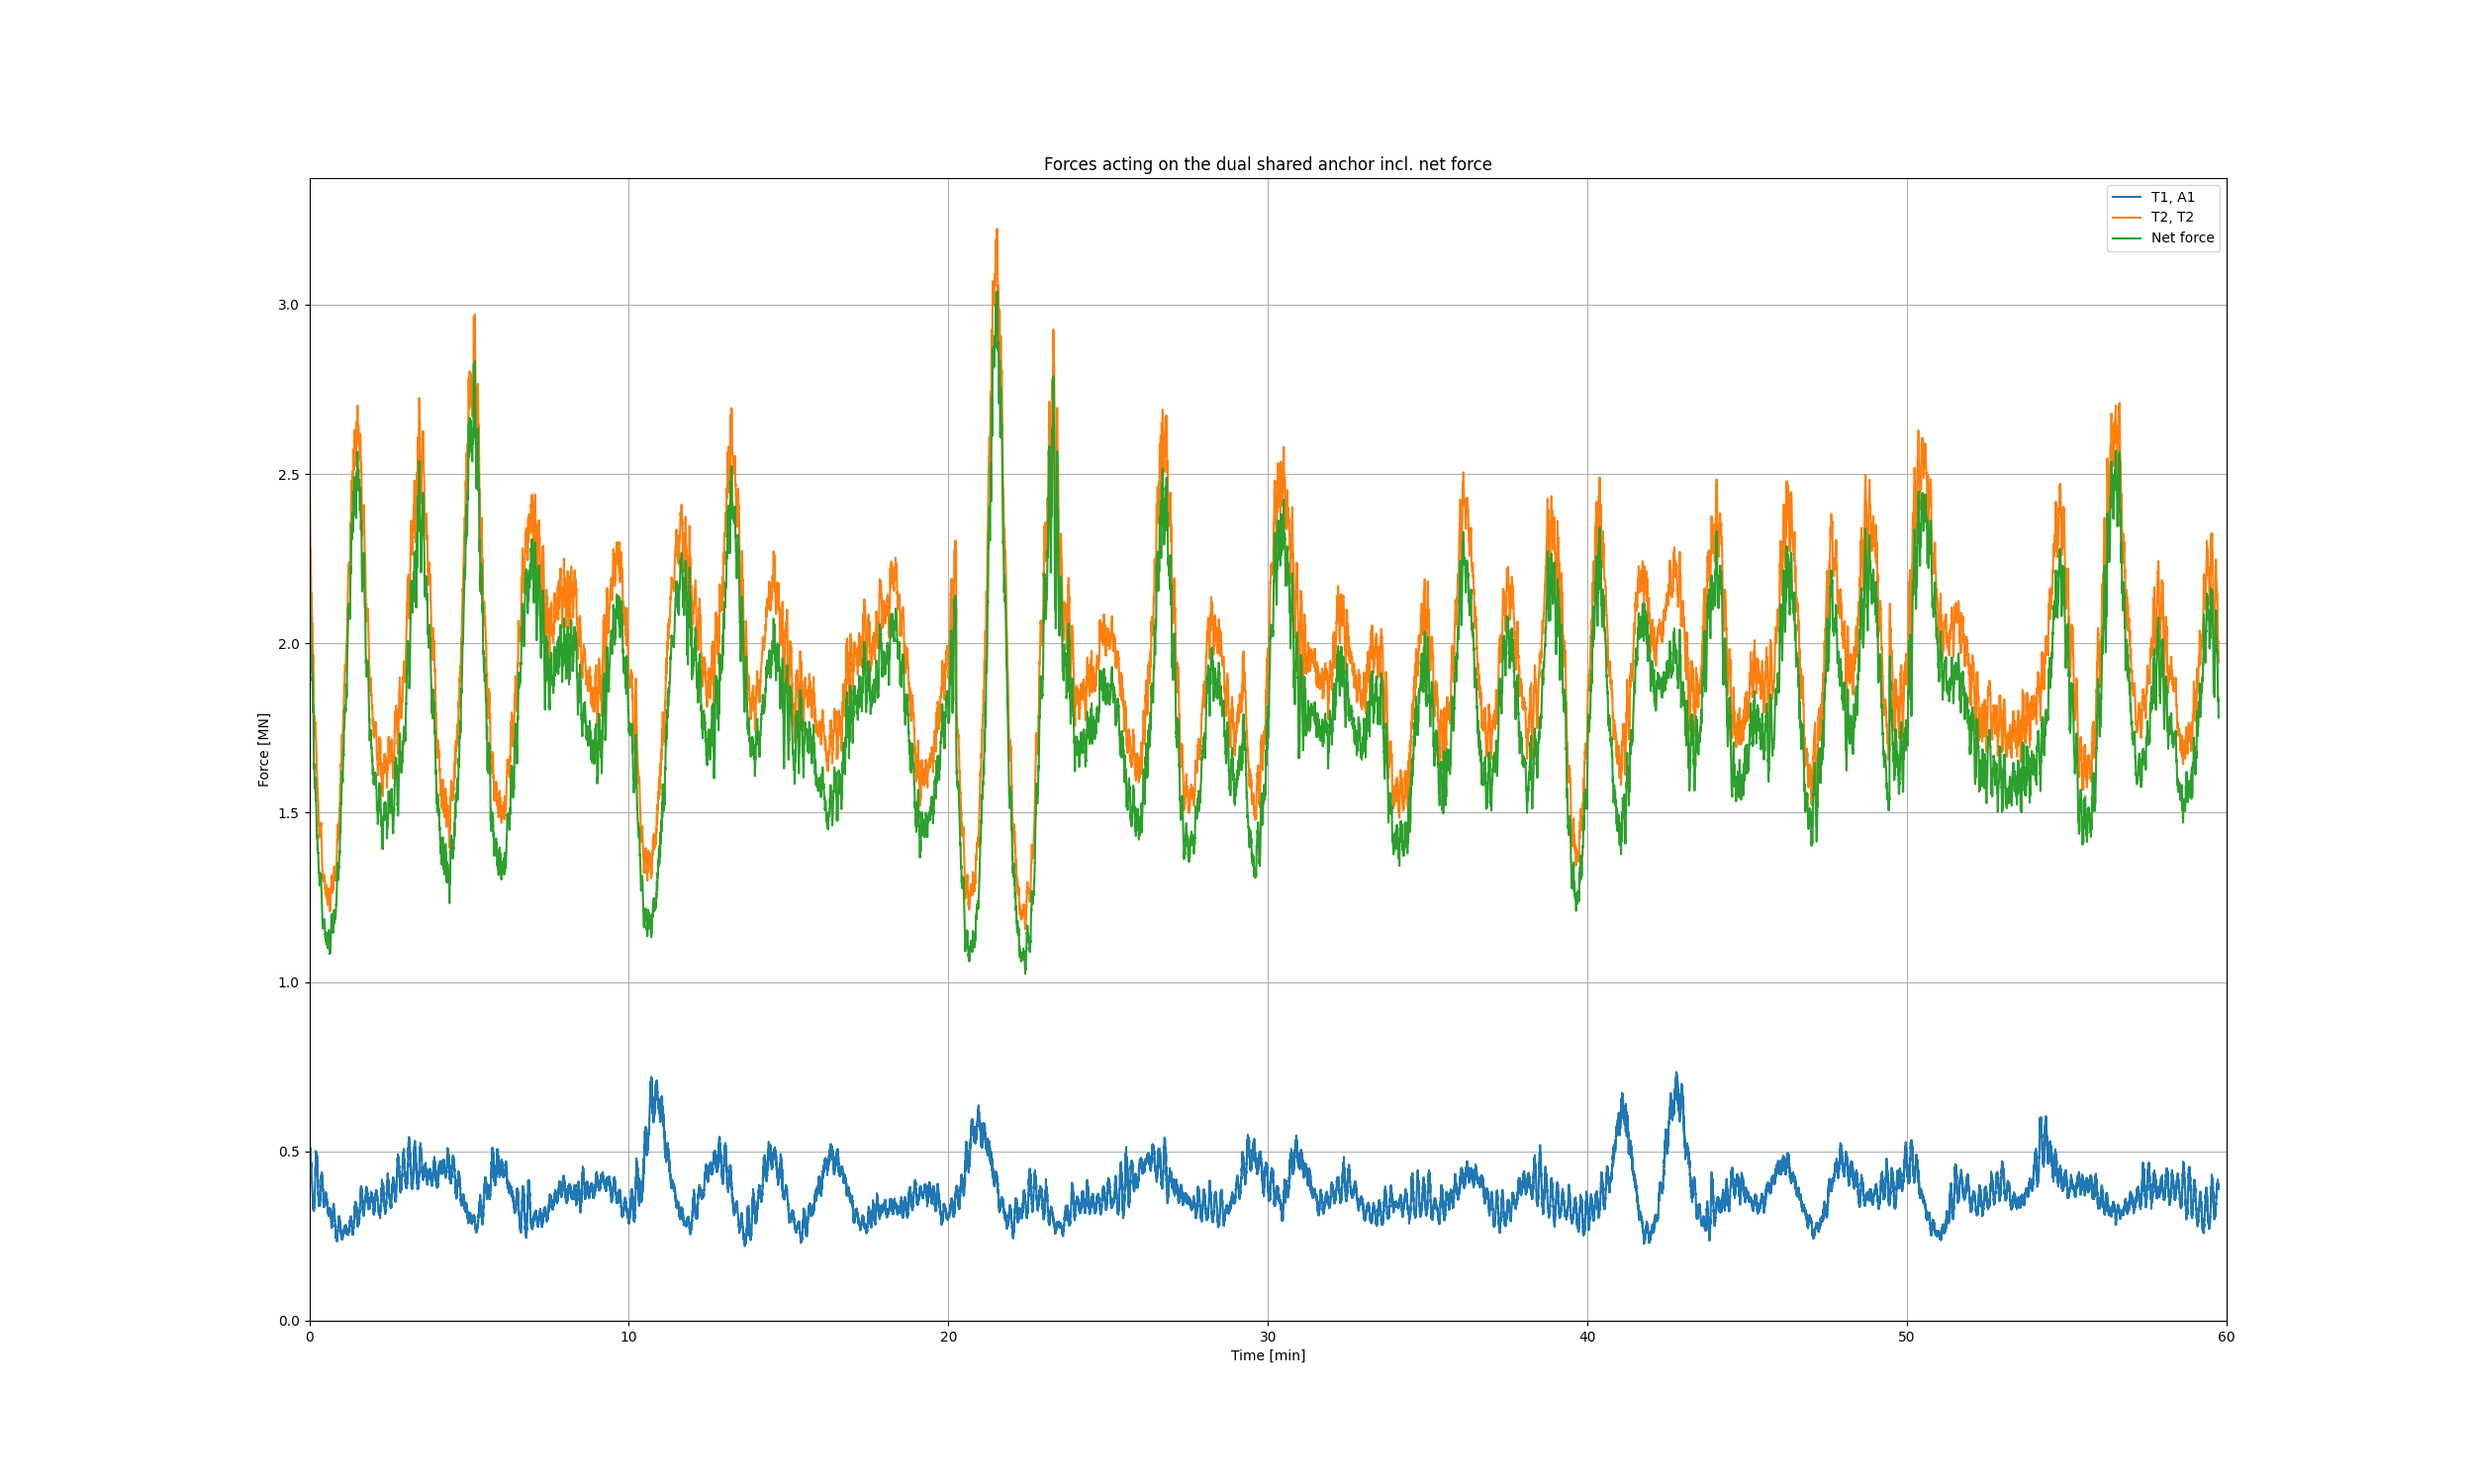 Forces acting on the dual shared anchor incl. net force
T1, A1
T2, T2
Net force
Force [MN]
3.0
2.5
2.0
1.5
1.0
0.5
0.0
0 10 20 30 40 50 60
Time [min]